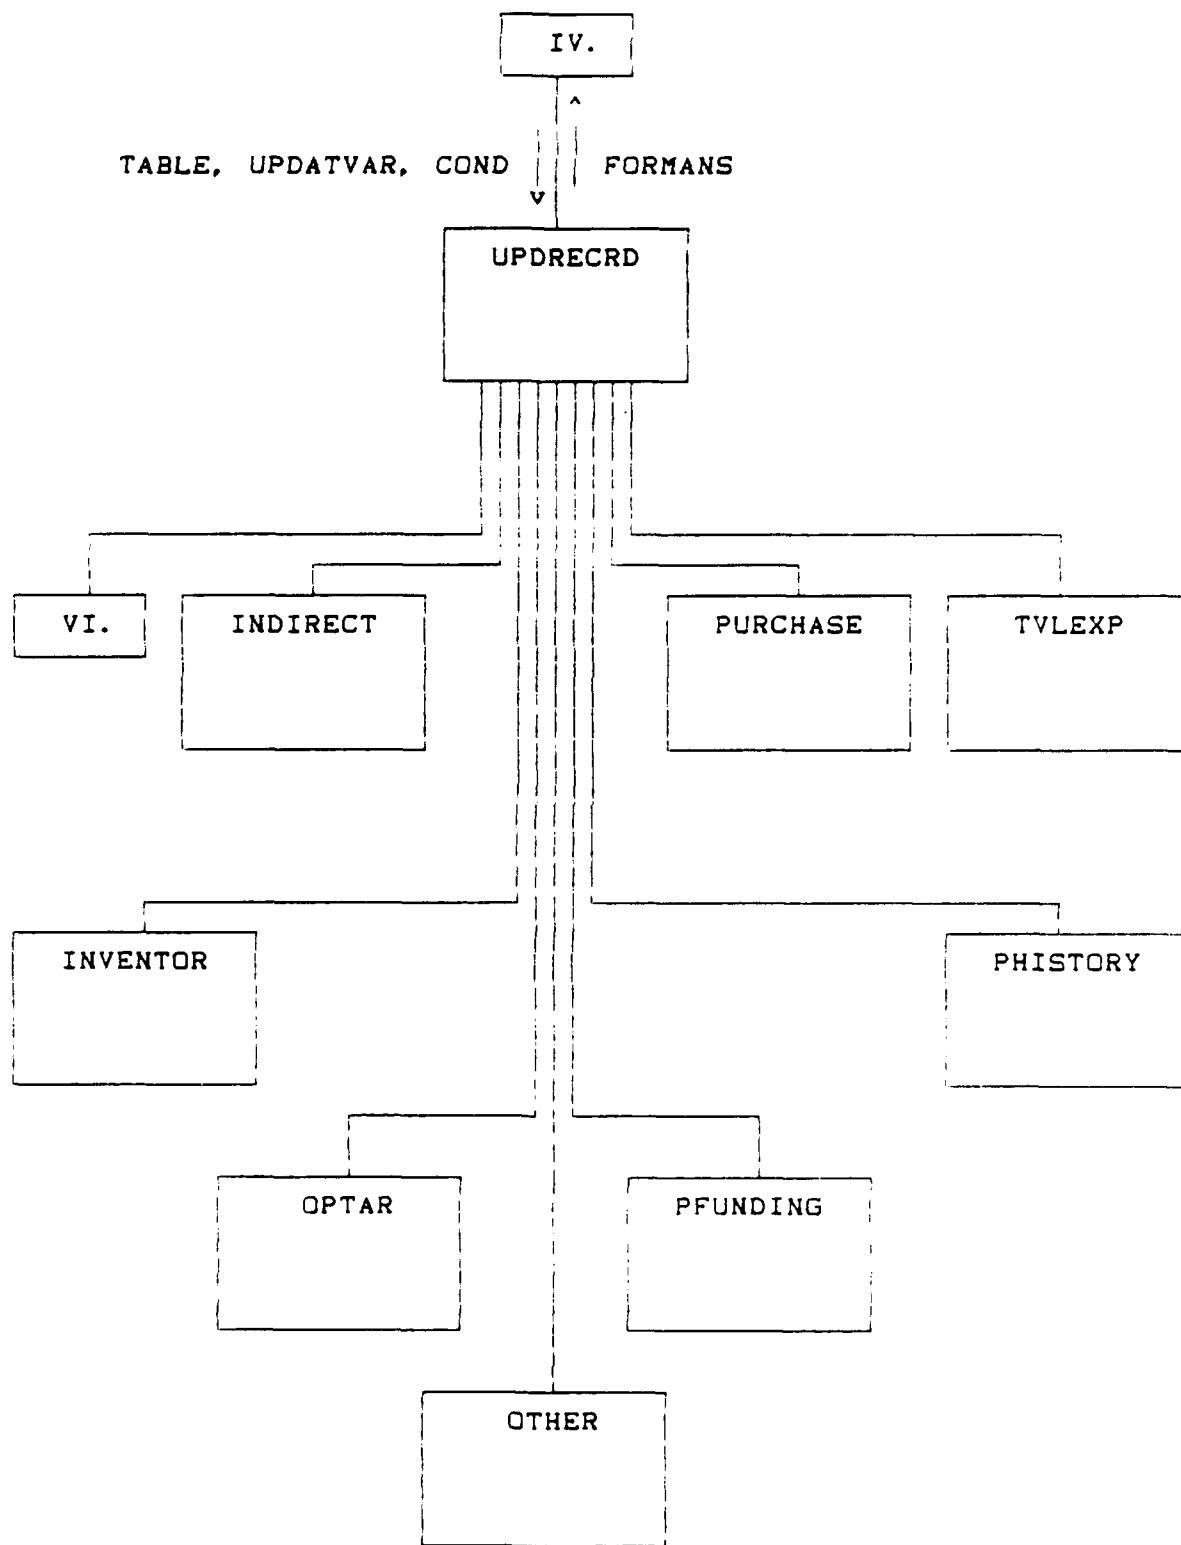 IV.
TABLE, UPDATVAR, COND FORMANS
UPDRECRD
VI. INDIRECT PURCHASE TVLEXP
INVENTOR PHISTORY
OPTAR PFUNDING
OTHER